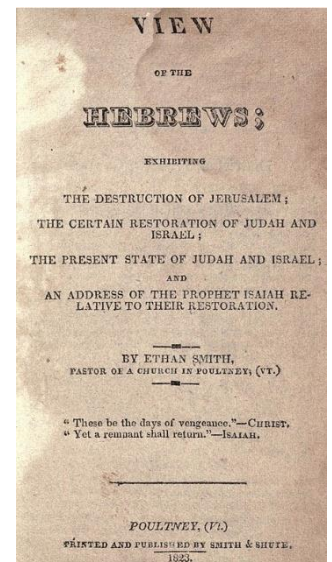 VIEW
OF THE
HEBREWS;
EXHIBITING
THE DESTRUCTION OF JERUSALEM;
THE CERTAIN RESTORATION OF JUDAH AND
ISRAEL;
THE PRESENT STATE OF JUDAH AND ISRAEL;
AND
AN ADDRESS OF THE PROPHET ISAIAH RE-
LATIVE TO THEIR RESTORATION.
BY ETHAN SMITH,
PASTOR OF A CHURCH IN POULTNEY, (VT.)
“ These be the days of vengeance.”—CHRIST.
“ Yet a remnant shall return.”—ISAIAH.
POULTNEY, (Vt.)
PRINTED AND PUBLISHED BY SMITH & SHUTE.
1823.